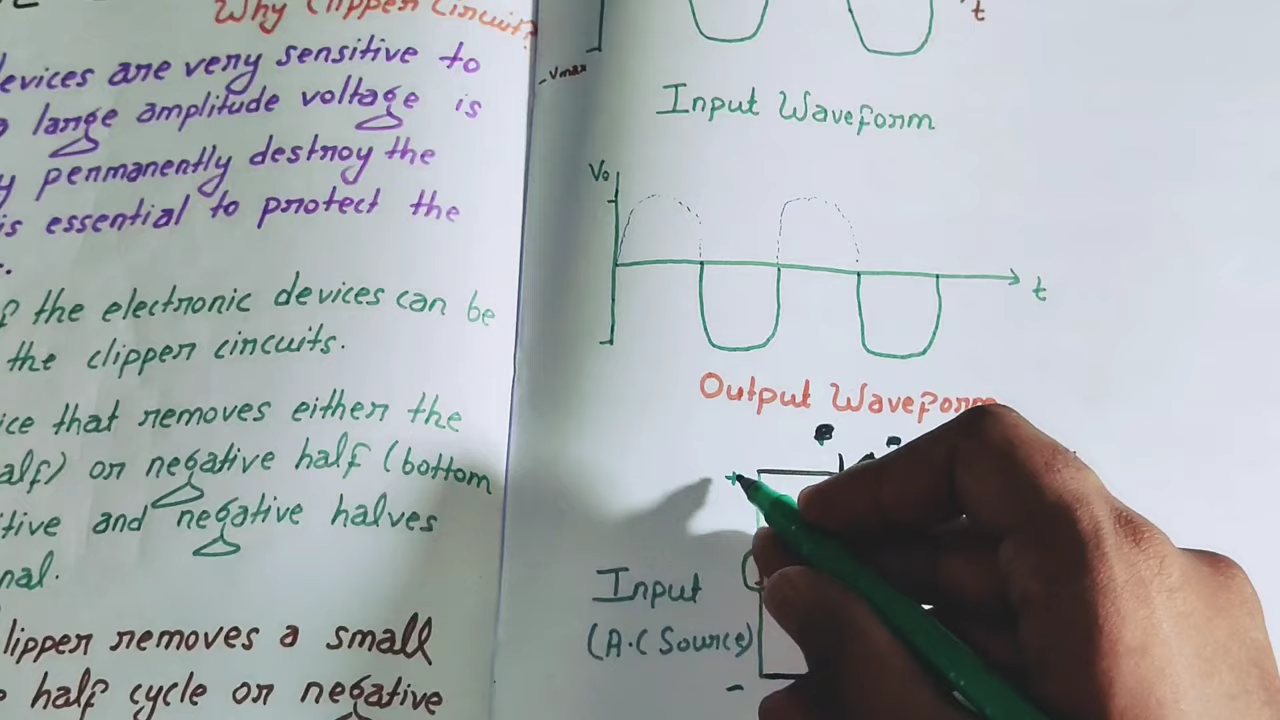 Why Clipper Circuit?
evices are very sensitive to
large amplitude voltage is
y permanently destroy the
is essential to protect the
f the electronic devices can be
the clipper circuits.
ice that removes either the
alf) or negative half (bottom
itive and negative halves
nal.
lipper removes a small
half cycle or negative
t
-Vmax
Input Waveform
Vo
t
Output Waveform
+
Input
(A.C Source)
-